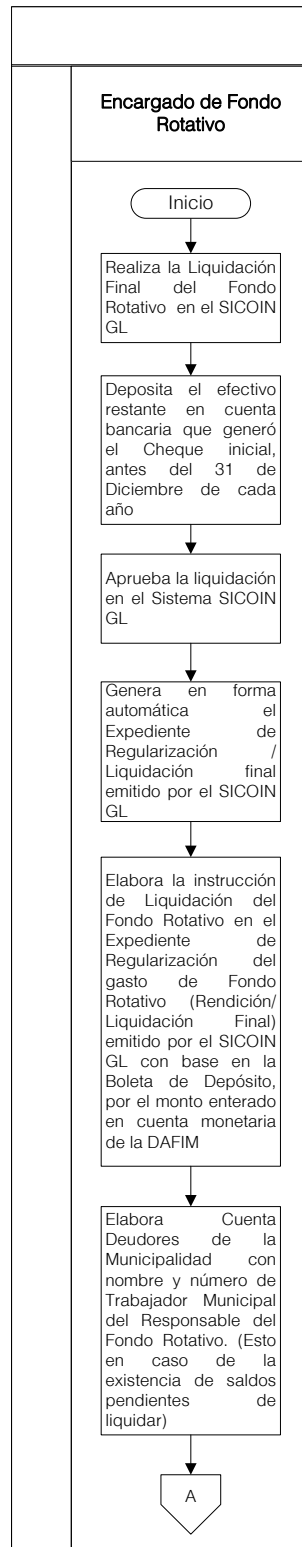 Encargado de Fondo
Rotativo
Inicio
Realiza la Liquidación
Final del Fondo
Rotativo en el SICOIN
GL
Deposita el efectivo
restante en cuenta
bancaria que generó
el Cheque inicial,
antes del 31 de
Diciembre de cada
año
Aprueba la liquidación
en el Sistema SICOIN
GL
Genera en forma
automática el
Expediente de
Regularización /
Liquidación final
emitido por el SICOIN
GL
Elabora la instrucción
de Liquidación del
Fondo Rotativo en el
Expediente de
Regularización del
gasto de Fondo
Rotativo (Rendición/
Liquidación Final)
emitido por el SICOIN
GL con base en la
Boleta de Depósito,
por el monto enterado
en cuenta monetaria
de la DAFIM
Elabora Cuenta
Deudores de la
Municipalidad con
nombre y número de
Trabajador Municipal
del Responsable del
Fondo Rotativo. (Esto
en caso de la
existencia de saldos
pendientes de
liquidar)
A